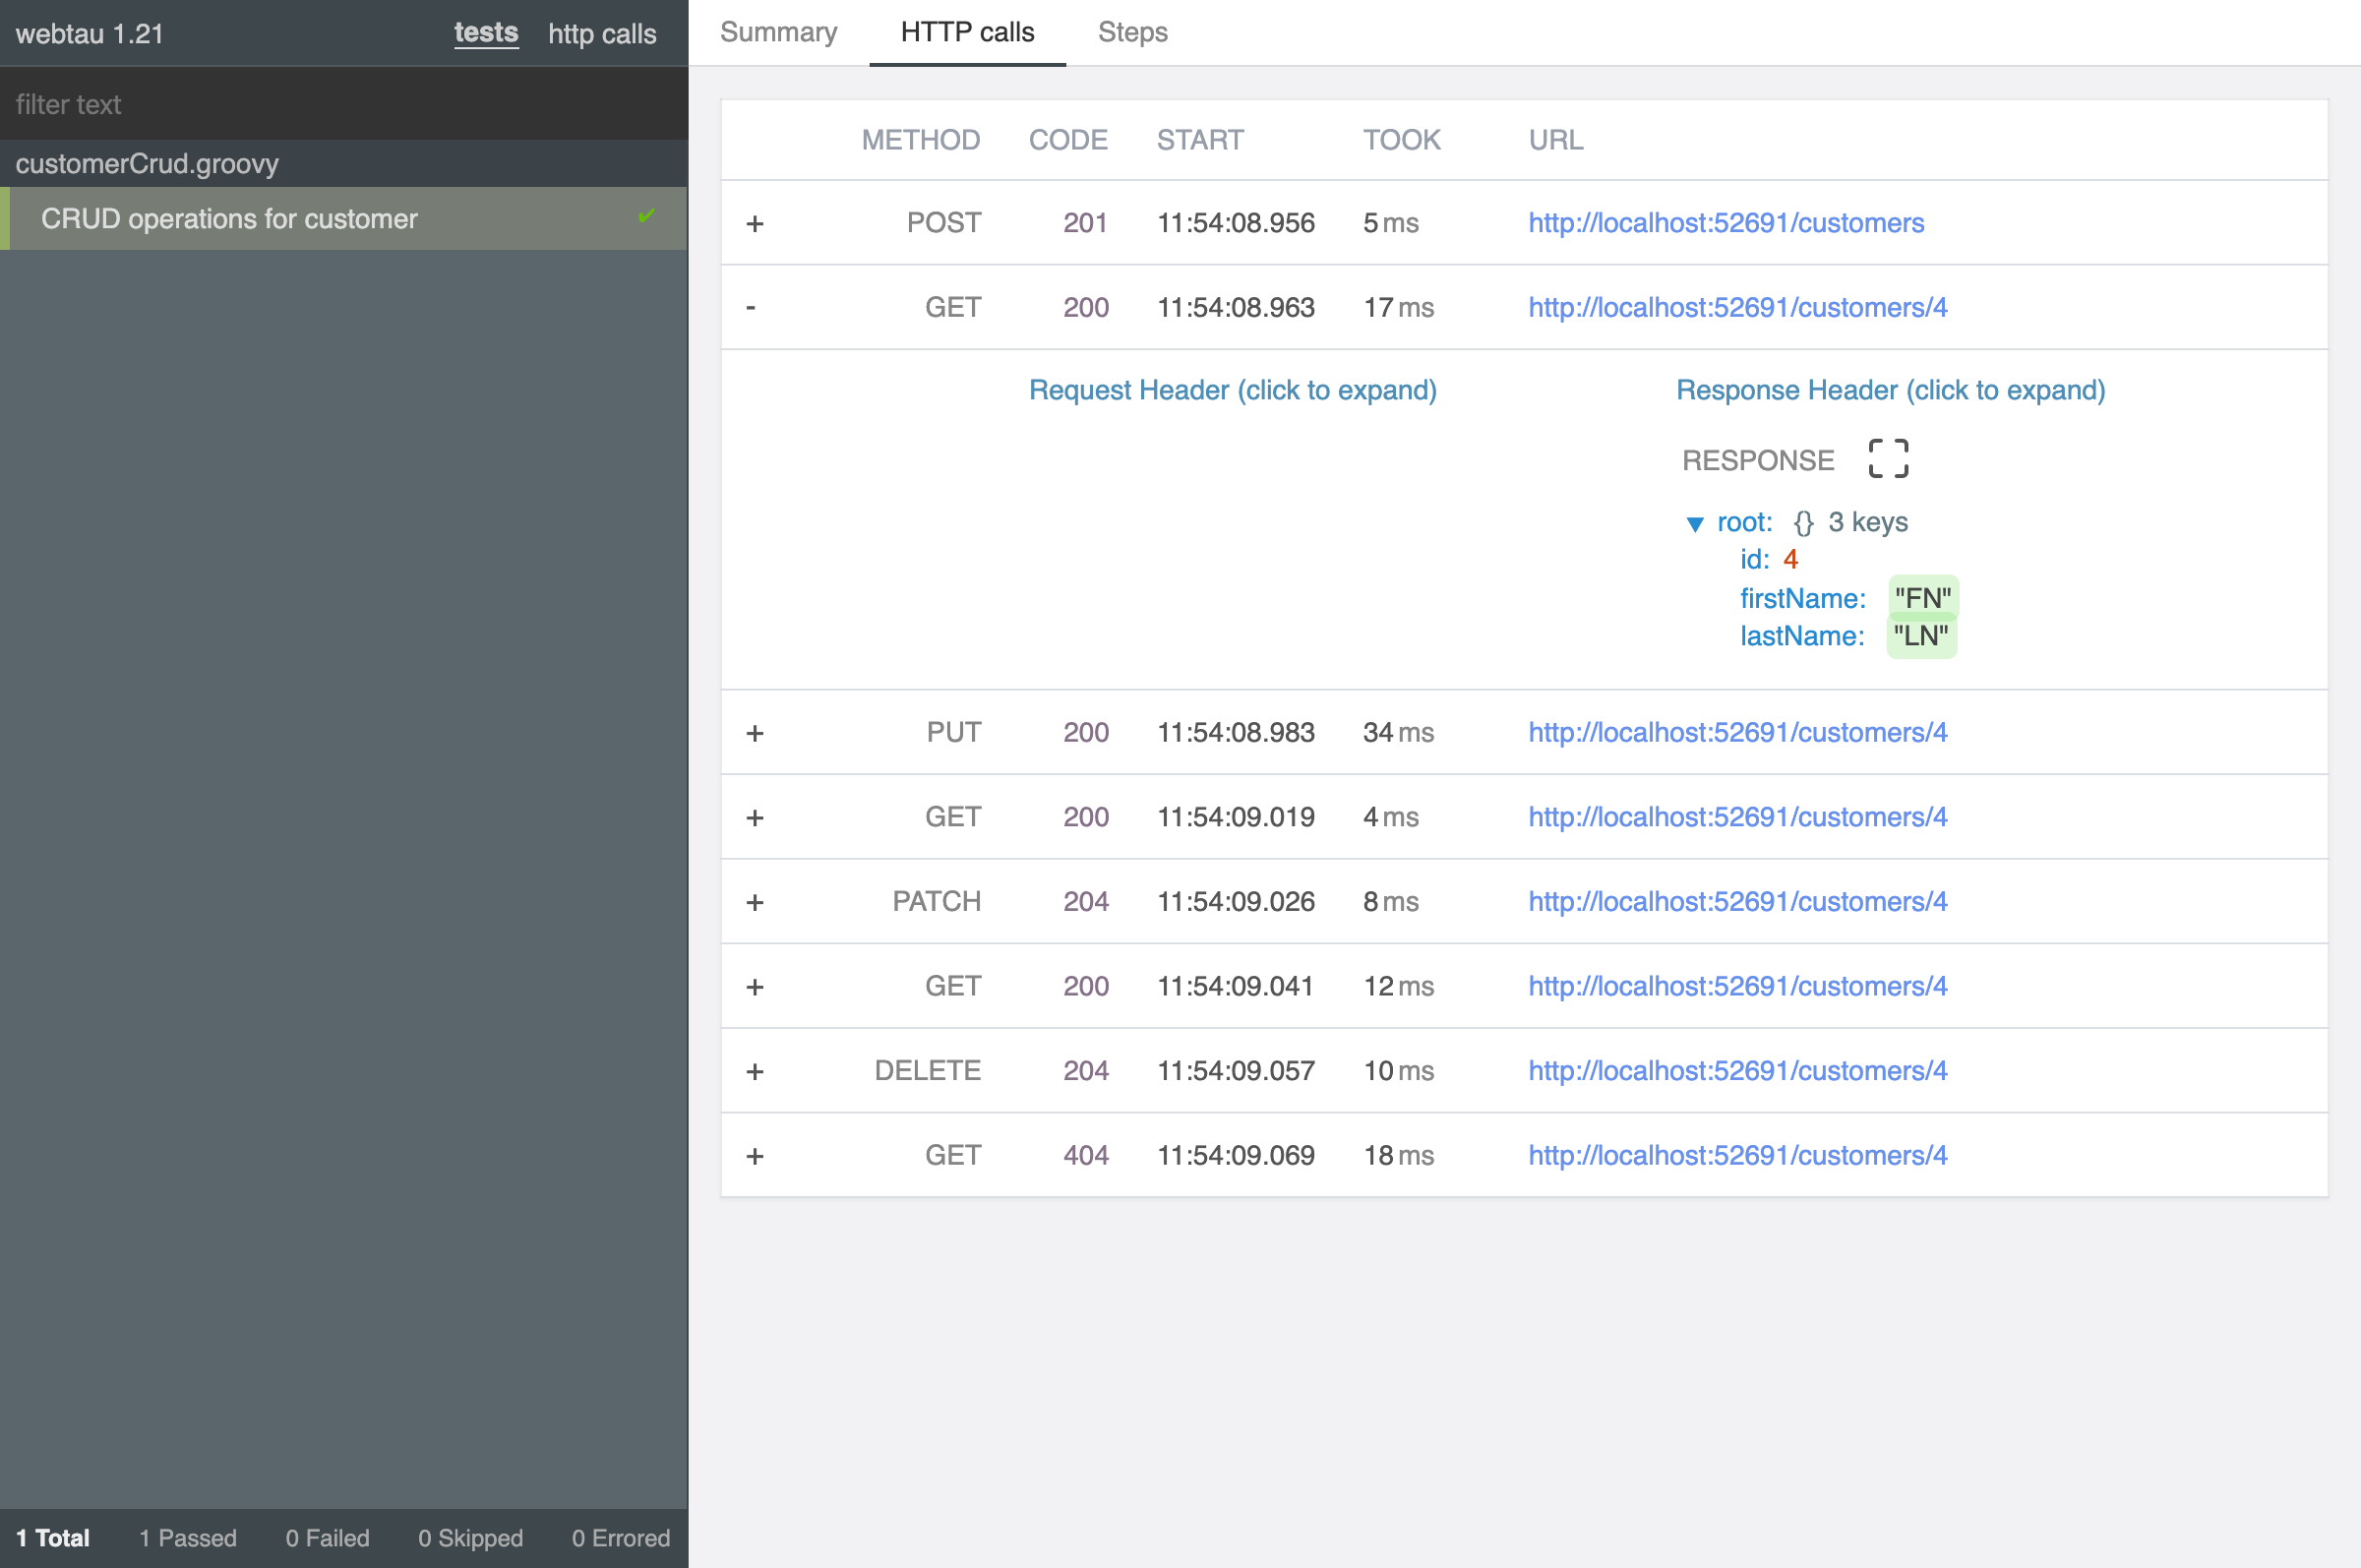 webtau 1.21 tests http calls
filter text
customerCrud.groovy
CRUD operations for customer
1 Total 1 Passed 0 Failed 0 Skipped 0 Errored
Summary HTTP calls Steps
METHOD CODE START TOOK URL
+ POST 201 11:54:08.956 5 ms http://localhost:52691/customers
- GET 200 11:54:08.963 17 ms http://localhost:52691/customers/4
Request Header (click to expand) Response Header (click to expand)
RESPONSE
▼ root: {} 3 keys
id: 4
firstName: "FN"
lastName: "LN"
+ PUT 200 11:54:08.983 34 ms http://localhost:52691/customers/4
+ GET 200 11:54:09.019 4 ms http://localhost:52691/customers/4
+ PATCH 204 11:54:09.026 8 ms http://localhost:52691/customers/4
+ GET 200 11:54:09.041 12 ms http://localhost:52691/customers/4
+ DELETE 204 11:54:09.057 10 ms http://localhost:52691/customers/4
+ GET 404 11:54:09.069 18 ms http://localhost:52691/customers/4